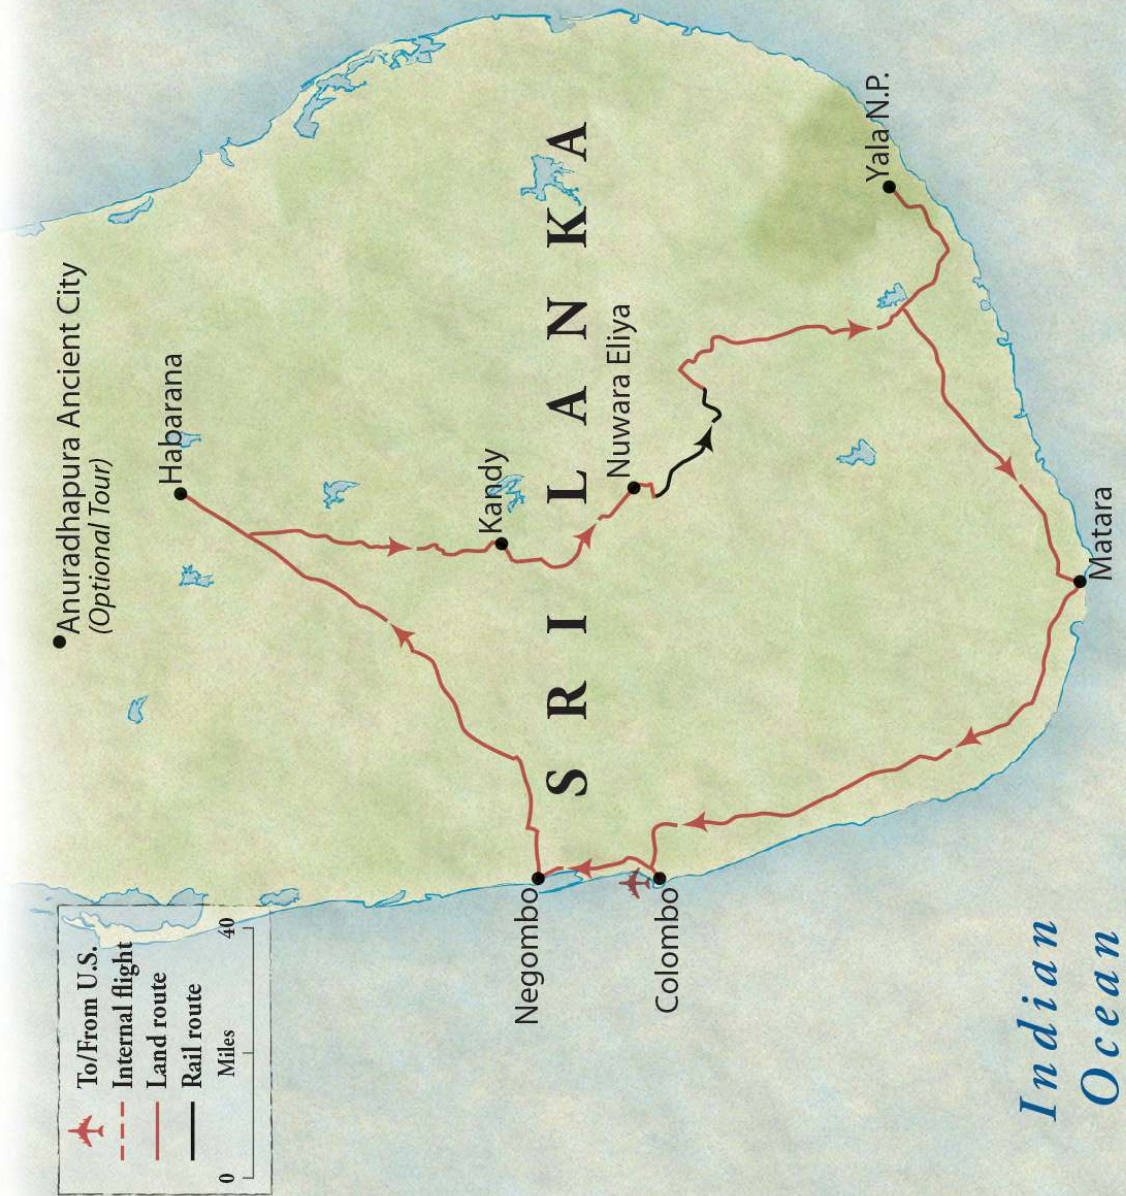 To/From U.S.
Internal flight
Land route
Rail route
0 Miles 40
Anuradhapura Ancient City
(Optional Tour)
Habarana
Kandy
SRI LANKA
Nuwara Eliya
Negombo
Colombo
Yala N.P.
Matara
Indian
Ocean